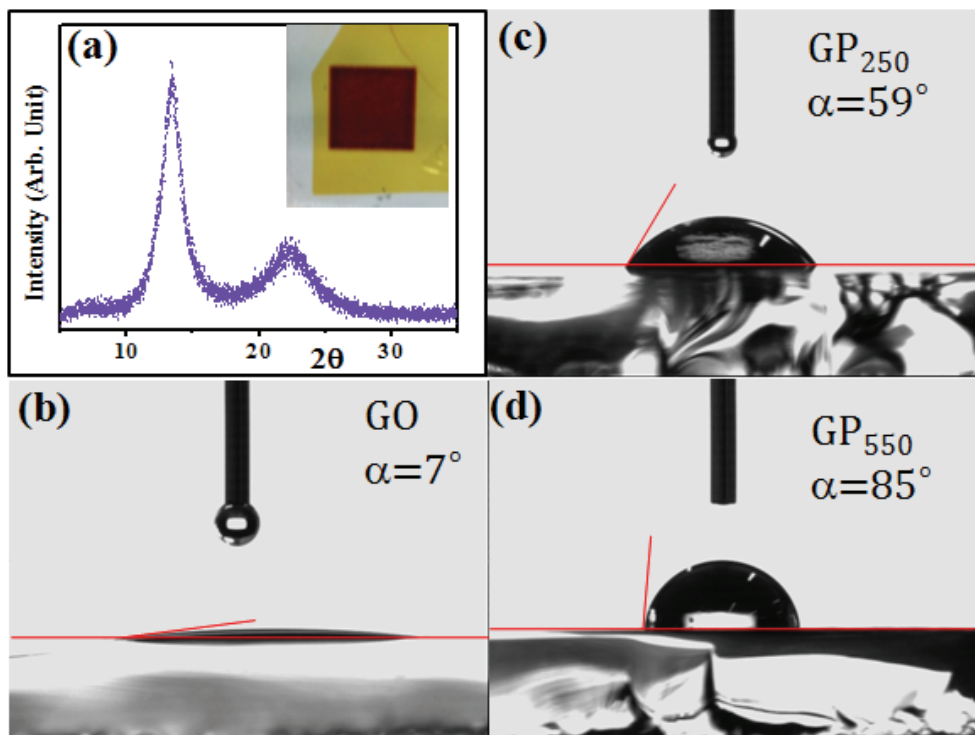 (a)
Intensity (Arb. Unit)
10
20
30
2θ
(c)
GP₂₅₀
α=59°
(b)
GO
α=7°
(d)
GP₅₅₀
α=85°